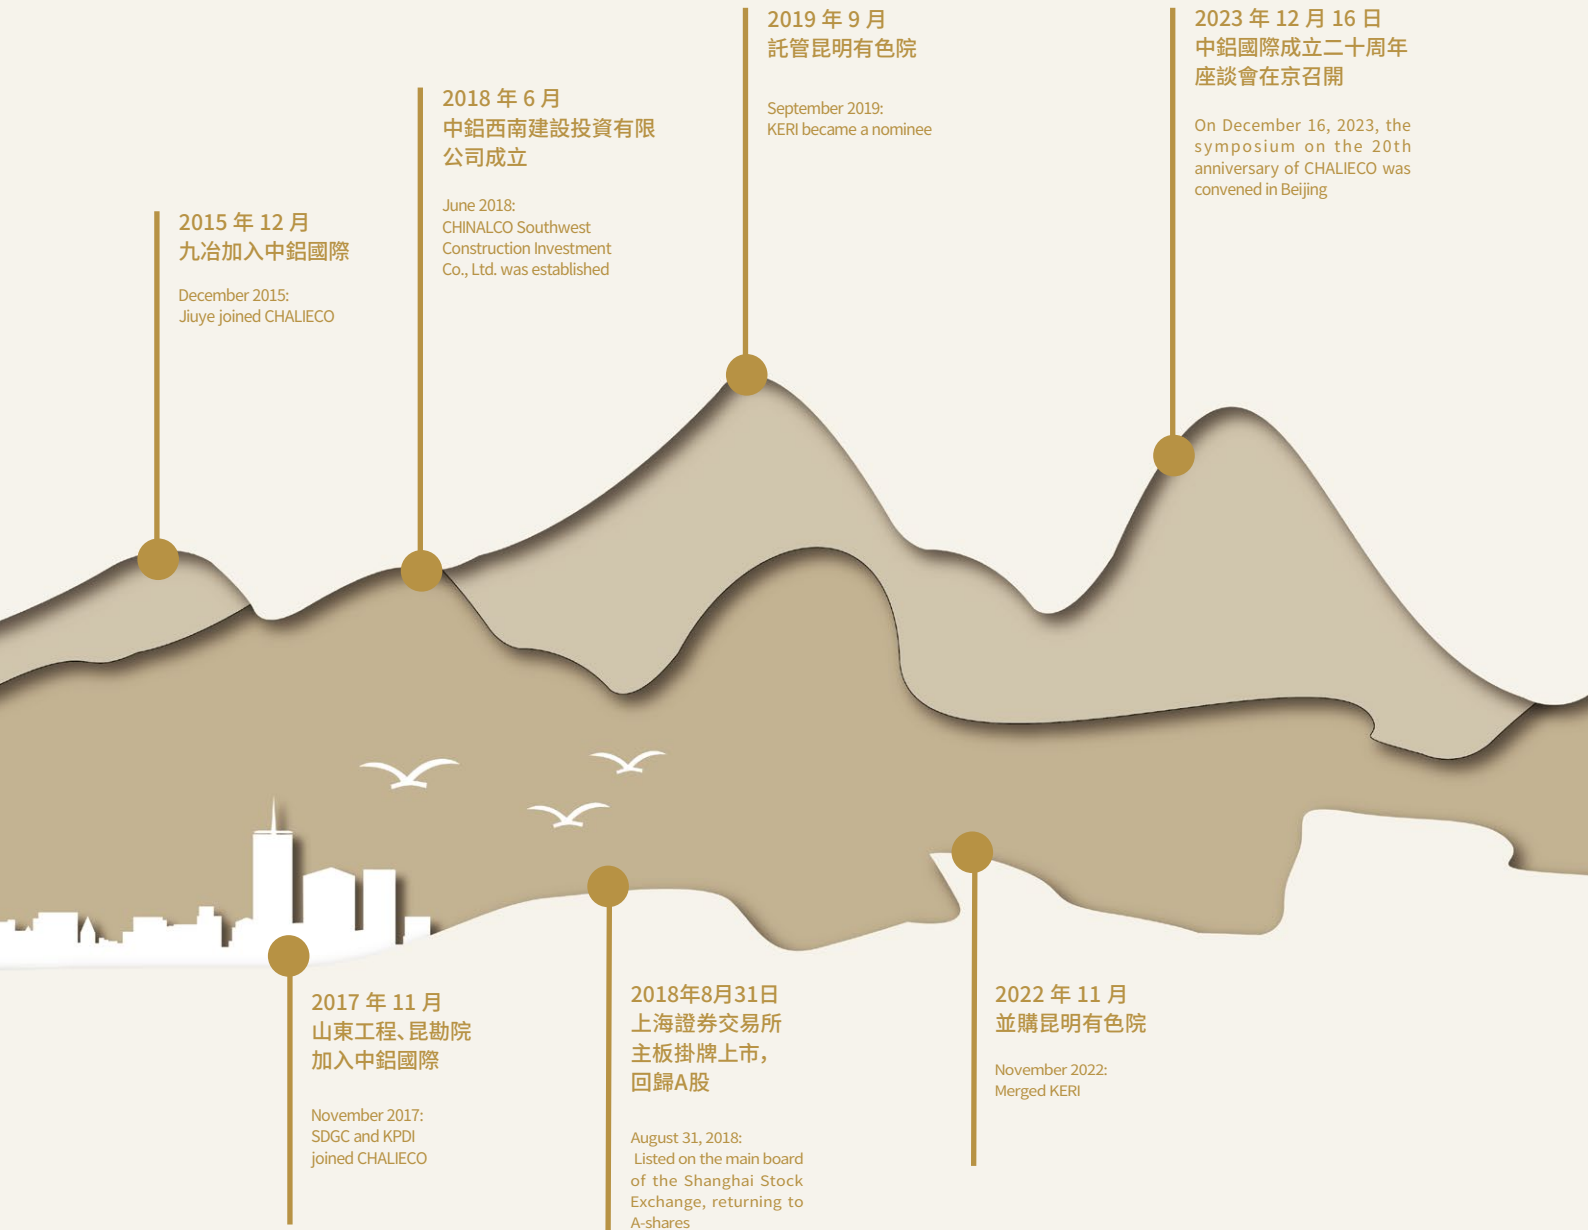 2015 年 12 月
九冶加入中鋁國際
December 2015:
Jiuye joined CHALIECO
2018 年 6 月
中鋁西南建設投資有限
公司成立
June 2018:
CHINALCO Southwest
Construction Investment
Co., Ltd. was established
2019 年 9 月
託管昆明有色院
September 2019:
KERI became a nominee
2023 年 12 月 16 日
中鋁國際成立二十周年
座談會在京召開
On December 16, 2023, the
symposium on the 20th
anniversary of CHALIECO was
convened in Beijing
2017 年 11 月
山東工程、昆勘院
加入中鋁國際
November 2017:
SDGC and KPDI
joined CHALIECO
2018年8月31日
上海證券交易所
主板掛牌上市，
回歸A股
August 31, 2018:
Listed on the main board
of the Shanghai Stock
Exchange, returning to
A-shares
2022 年 11 月
並購昆明有色院
November 2022:
Merged KERI